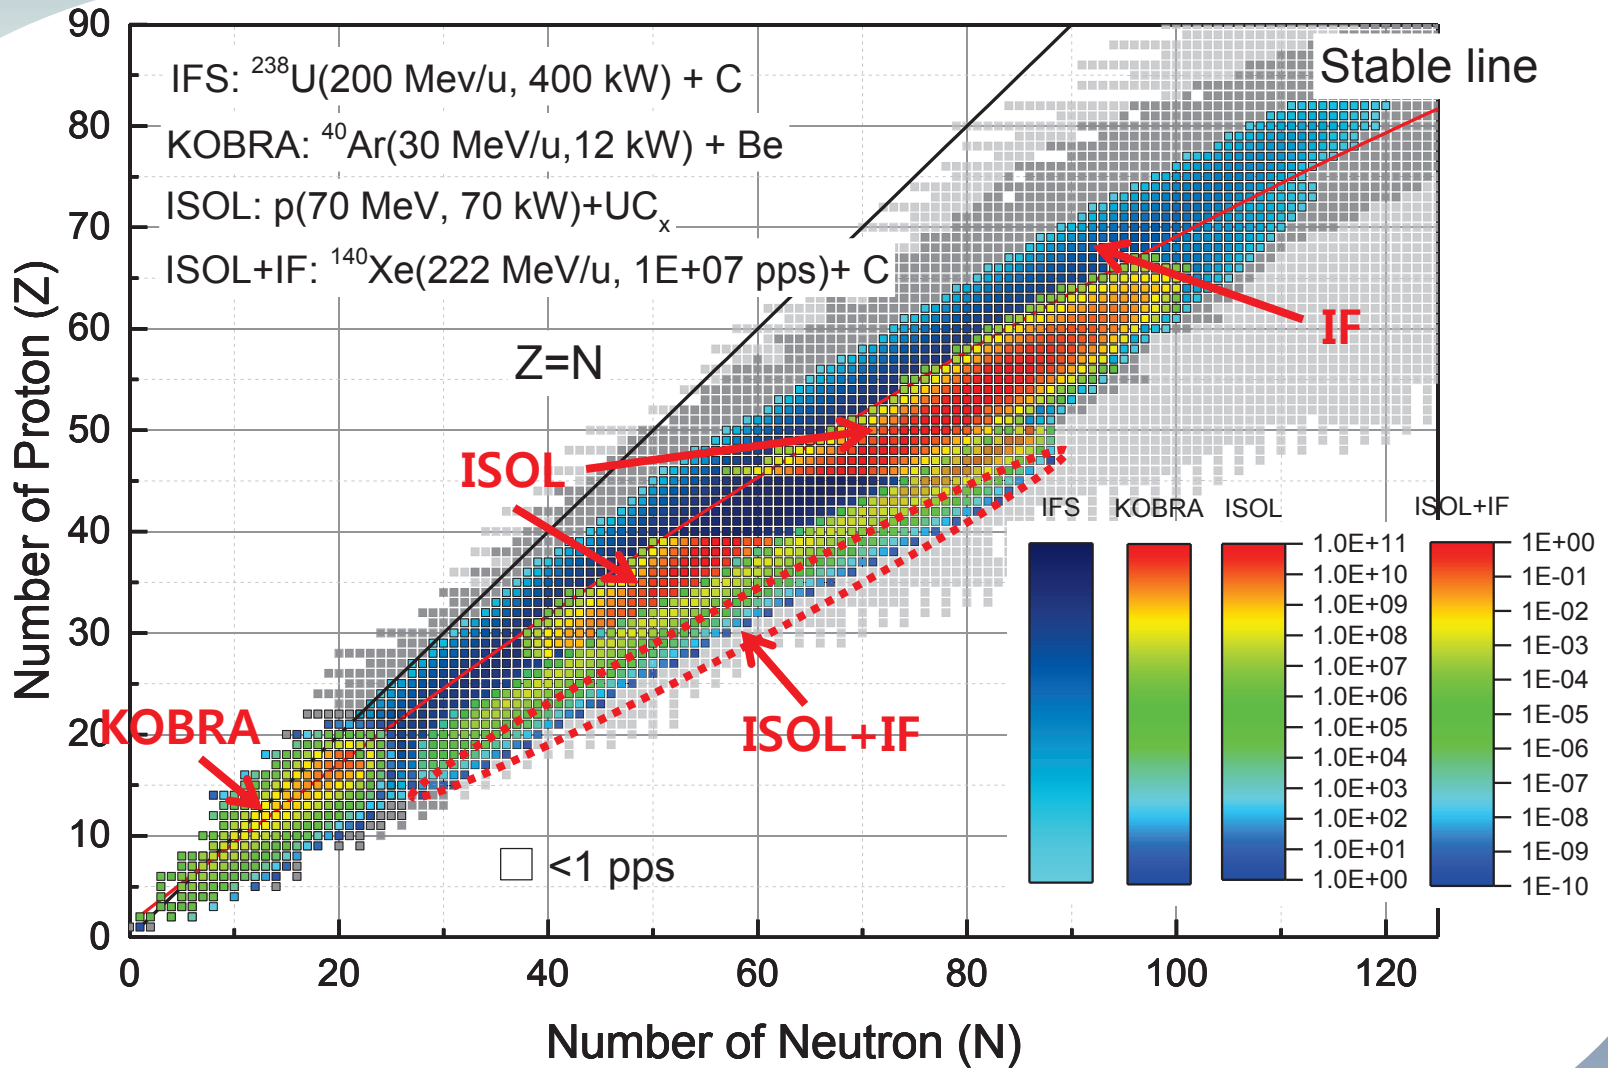 90
80
70
60
50
40
30
20
10
0
Number of Proton (Z)
IFS: ²³⁸U(200 Mev/u, 400 kW) + C
KOBRA: ⁴⁰Ar(30 MeV/u,12 kW) + Be
ISOL: p(70 MeV, 70 kW)+UCₓ
ISOL+IF: ¹⁴⁰Xe(222 MeV/u, 1E+07 pps)+ C
Stable line
Z=N
IF
ISOL
KOBRA
ISOL+IF
<1 pps
IFS KOBRA ISOL ISOL+IF
1.0E+11 1E+00
1.0E+10 1E-01
1.0E+09 1E-02
1.0E+08 1E-03
1.0E+07 1E-04
1.0E+06 1E-05
1.0E+05 1E-06
1.0E+04 1E-07
1.0E+03 1E-08
1.0E+02 1E-09
1.0E+01 1E-10
1.0E+00
0 20 40 60 80 100 120
Number of Neutron (N)